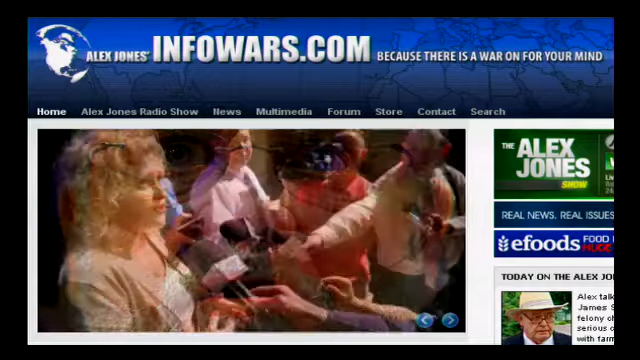 ALEX JONES' INFOWARS.COM BECAUSE THERE IS A WAR ON FOR YOUR MIND
Home Alex Jones Radio Show News Multimedia Forum Store Contact Search
THE
ALEX
JONES
SHOW
REAL NEWS. REAL ISSUES
efoods FOOD
TODAY ON THE ALEX JO
Alex talk
James S
felony ch
serious o
with farm